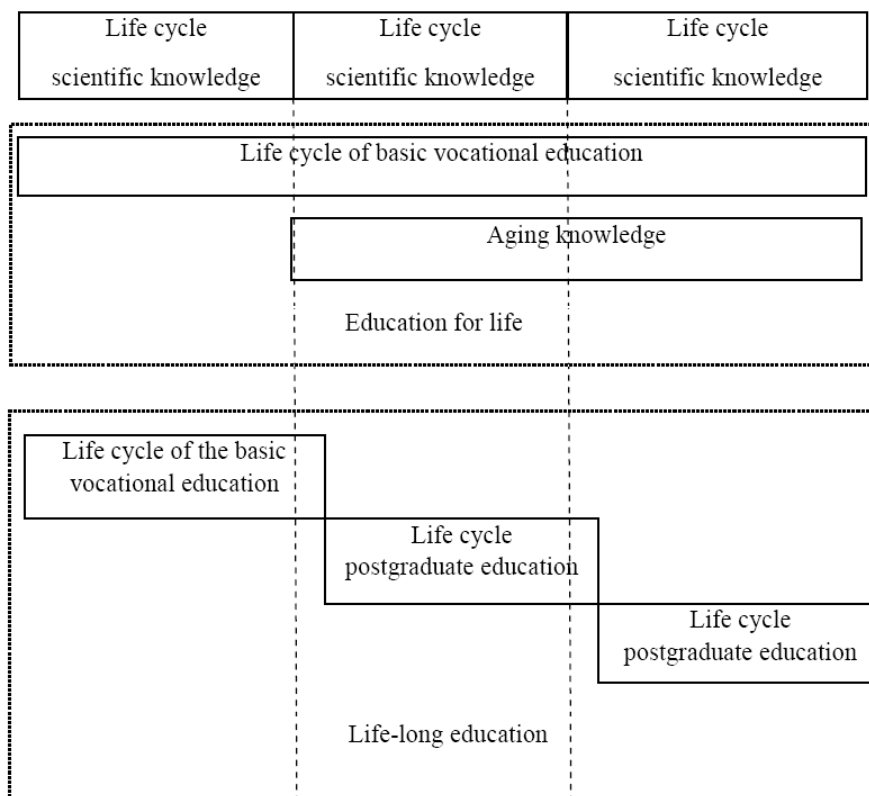 Life cycle
scientific knowledge
Life cycle
scientific knowledge
Life cycle
scientific knowledge
Life cycle of basic vocational education
Aging knowledge
Education for life
Life cycle of the basic
vocational education
Life cycle
postgraduate education
Life cycle
postgraduate education
Life-long education